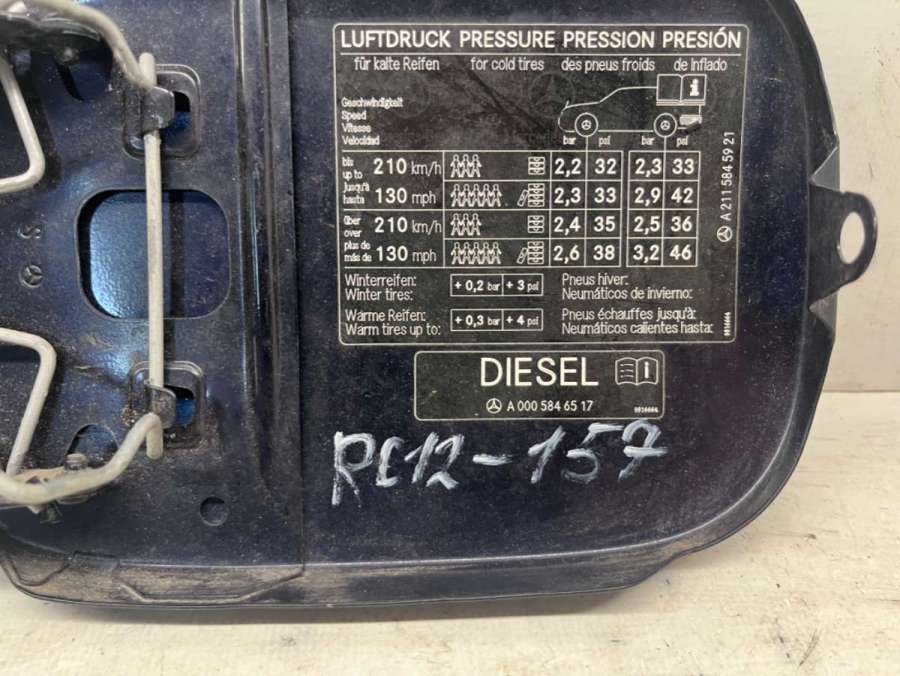 LUFTDRUCK PRESSURE PRESSION PRESIÓN
für kalte Reifen for cold tires des pneus froids de Inflado
Geschwindigkeit
Speed
Vitesse
Velocidad
i
bar psi bar psi
bis
up to
jusqu'à
hasta
210 km/h 2,2 32 2,3 33
130 mph 2,3 33 2,9 42
über
over
plus de
más de
210 km/h 2,4 35 2,5 36
130 mph 2,6 38 3,2 46
Winterreifen: + 0,2 bar + 3 psi Pneus hiver:
Winter tires: Neumáticos de invierno:
Warme Reifen: + 0,3 bar + 4 psi Pneus échauffes jusqu'à:
Warm tires up to: Neumáticos calientes hasta:
A 211 584 59 21
DIESEL i
A 000 584 65 17
RC12-157
S